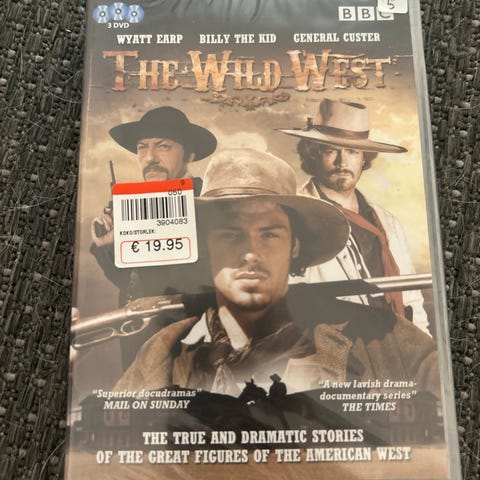 3 DVD
BBC
5
WYATT EARP BILLY THE KID GENERAL CUSTER
THE WILD WEST
9
050
3904083
KOKO/STORLEK:
€ 19.95
"Superior docudramas"
MAIL ON SUNDAY
"A new lavish drama-
documentary series"
THE TIMES
THE TRUE AND DRAMATIC STORIES
OF THE GREAT FIGURES OF THE AMERICAN WEST